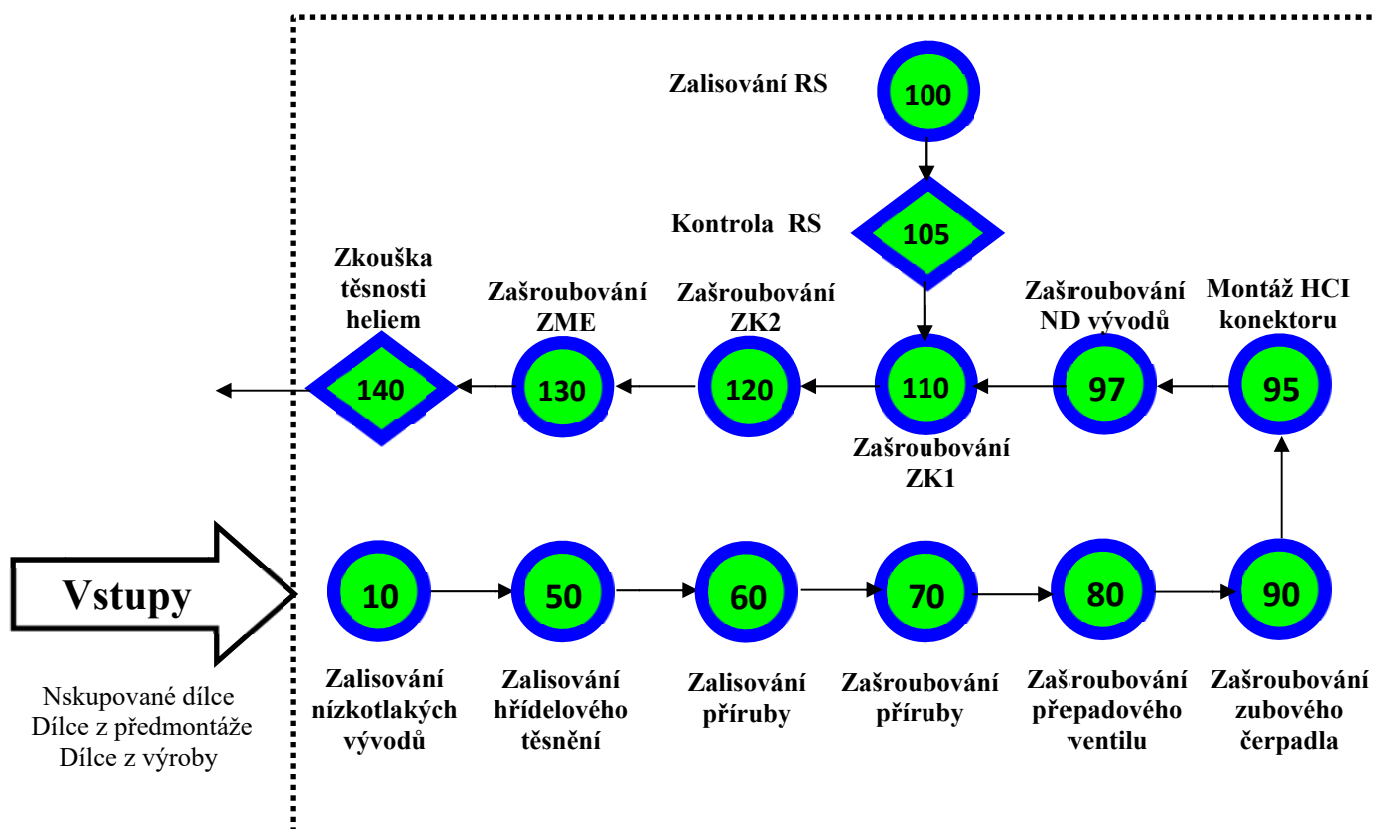 Zalisování RS
100
Kontrola RS
105
Zkouška
těsnosti
heliem
Zašroubování
ZME
Zašroubování
ZK2
Zašroubování
ND vývodů
Montáž HCI
konektoru
140
130
120
110
97
95
Zašroubování
ZK1
Vstupy
10
50
60
70
80
90
Nskupované dílce
Dílce z předmontáže
Dílce z výroby
Zalisování
nízkotlakých
vývodů
Zalisování
hřídelového
těsnění
Zalisování
příruby
Zašroubování
příruby
Zašroubování
přepadového
ventilu
Zašroubování
zubového
čerpadla